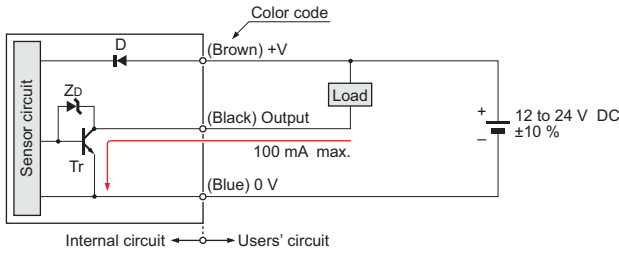 Color code
D
(Brown) +V
ZD
Load
Sensor circuit
(Black) Output
+
12 to 24 V DC
±10 %
–
100 mA max.
Tr
(Blue) 0 V
Internal circuit
Users' circuit